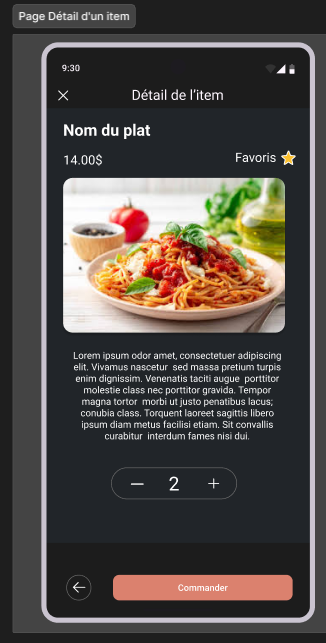 Page Détail d'un item
9:30
Détail de l'item
Nom du plat
14.00$
Favoris
Lorem ipsum odor amet, consectetuer adipiscing
elit. Vivamus nascetur sed massa pretium turpis
enim dignissim. Venenatis taciti augue porttitor
molestie class nec porttitor gravida. Tempor
magna tortor morbi ut justo penatibus lacus;
conubia class. Torquent laoreet sagittis libero
ipsum diam metus facilisi etiam. Sit convallis
curabitur interdum fames nisi dui.
2
Commander